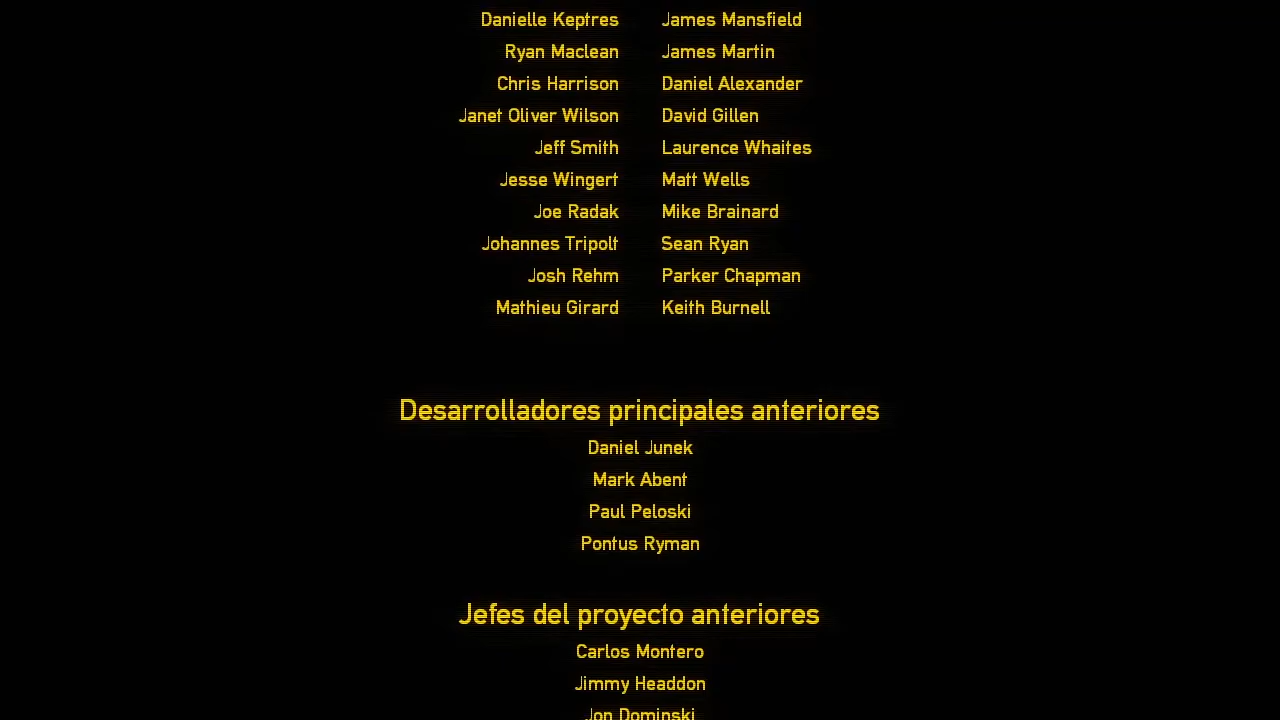 Danielle Keptres James Mansfield
Ryan Maclean James Martin
Chris Harrison Daniel Alexander
Janet Oliver Wilson David Gillen
Jeff Smith Laurence Whaites
Jesse Wingert Matt Wells
Joe Radak Mike Brainard
Johannes Tripolt Sean Ryan
Josh Rehm Parker Chapman
Mathieu Girard Keith Burnell
Desarrolladores principales anteriores
Daniel Junek
Mark Abent
Paul Peloski
Pontus Ryman
Jefes del proyecto anteriores
Carlos Montero
Jimmy Headdon
Jon Dominski